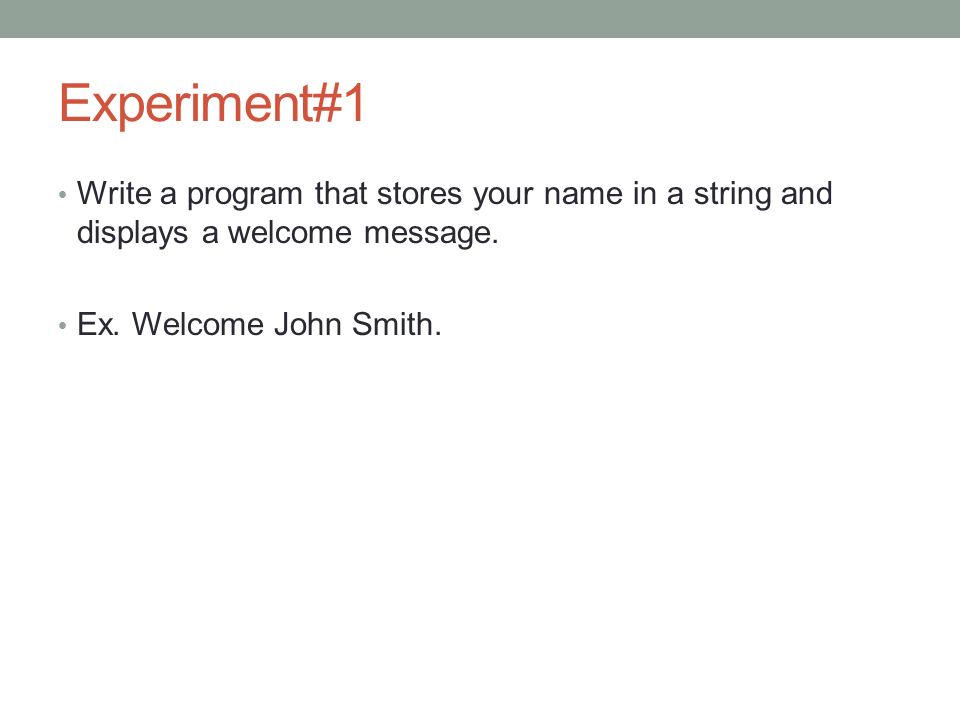 Experiment#1
• Write a program that stores your name in a string and
displays a welcome message.
• Ex. Welcome John Smith.